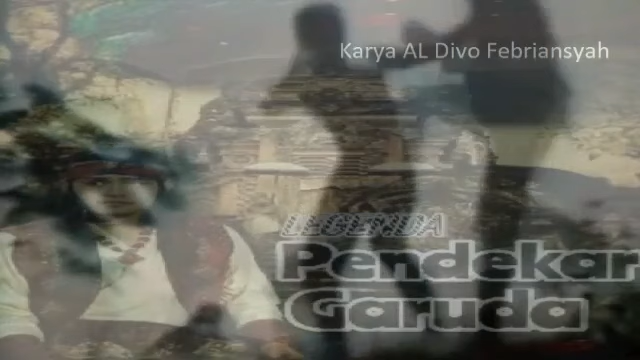 Karya AL Divo Febriansyah
LEGENDA
Pendekar
Garuda